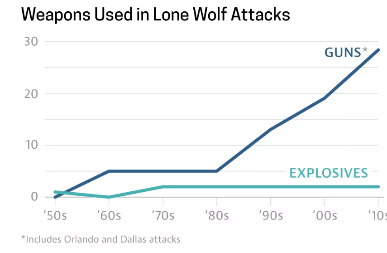 Weapons Used in Lone Wolf Attacks
30
GUNS*
20
10
EXPLOSIVES
0
'50s '60s '70s '80s '90s '00s '10s
*Includes Orlando and Dallas attacks